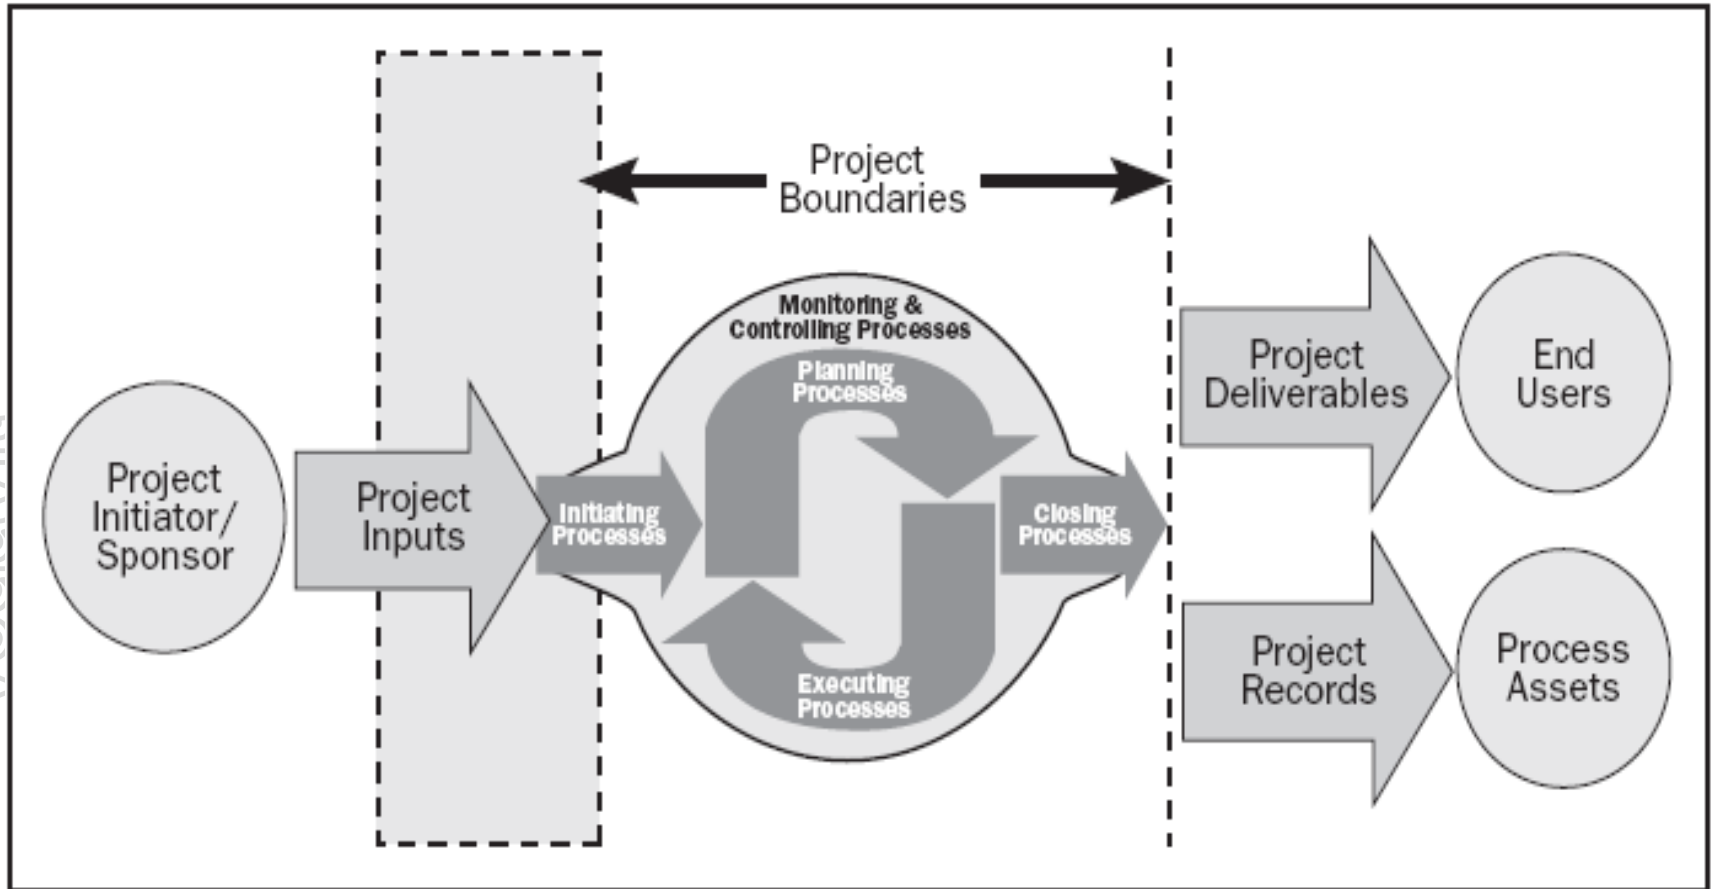 Project
Boundaries
Monitoring &
Controlling Processes
Planning
Processes
Project
Initiator/
Sponsor
Project
Inputs
Initiating
Processes
Closing
Processes
Executing
Processes
Project
Deliverables
End
Users
Project
Records
Process
Assets